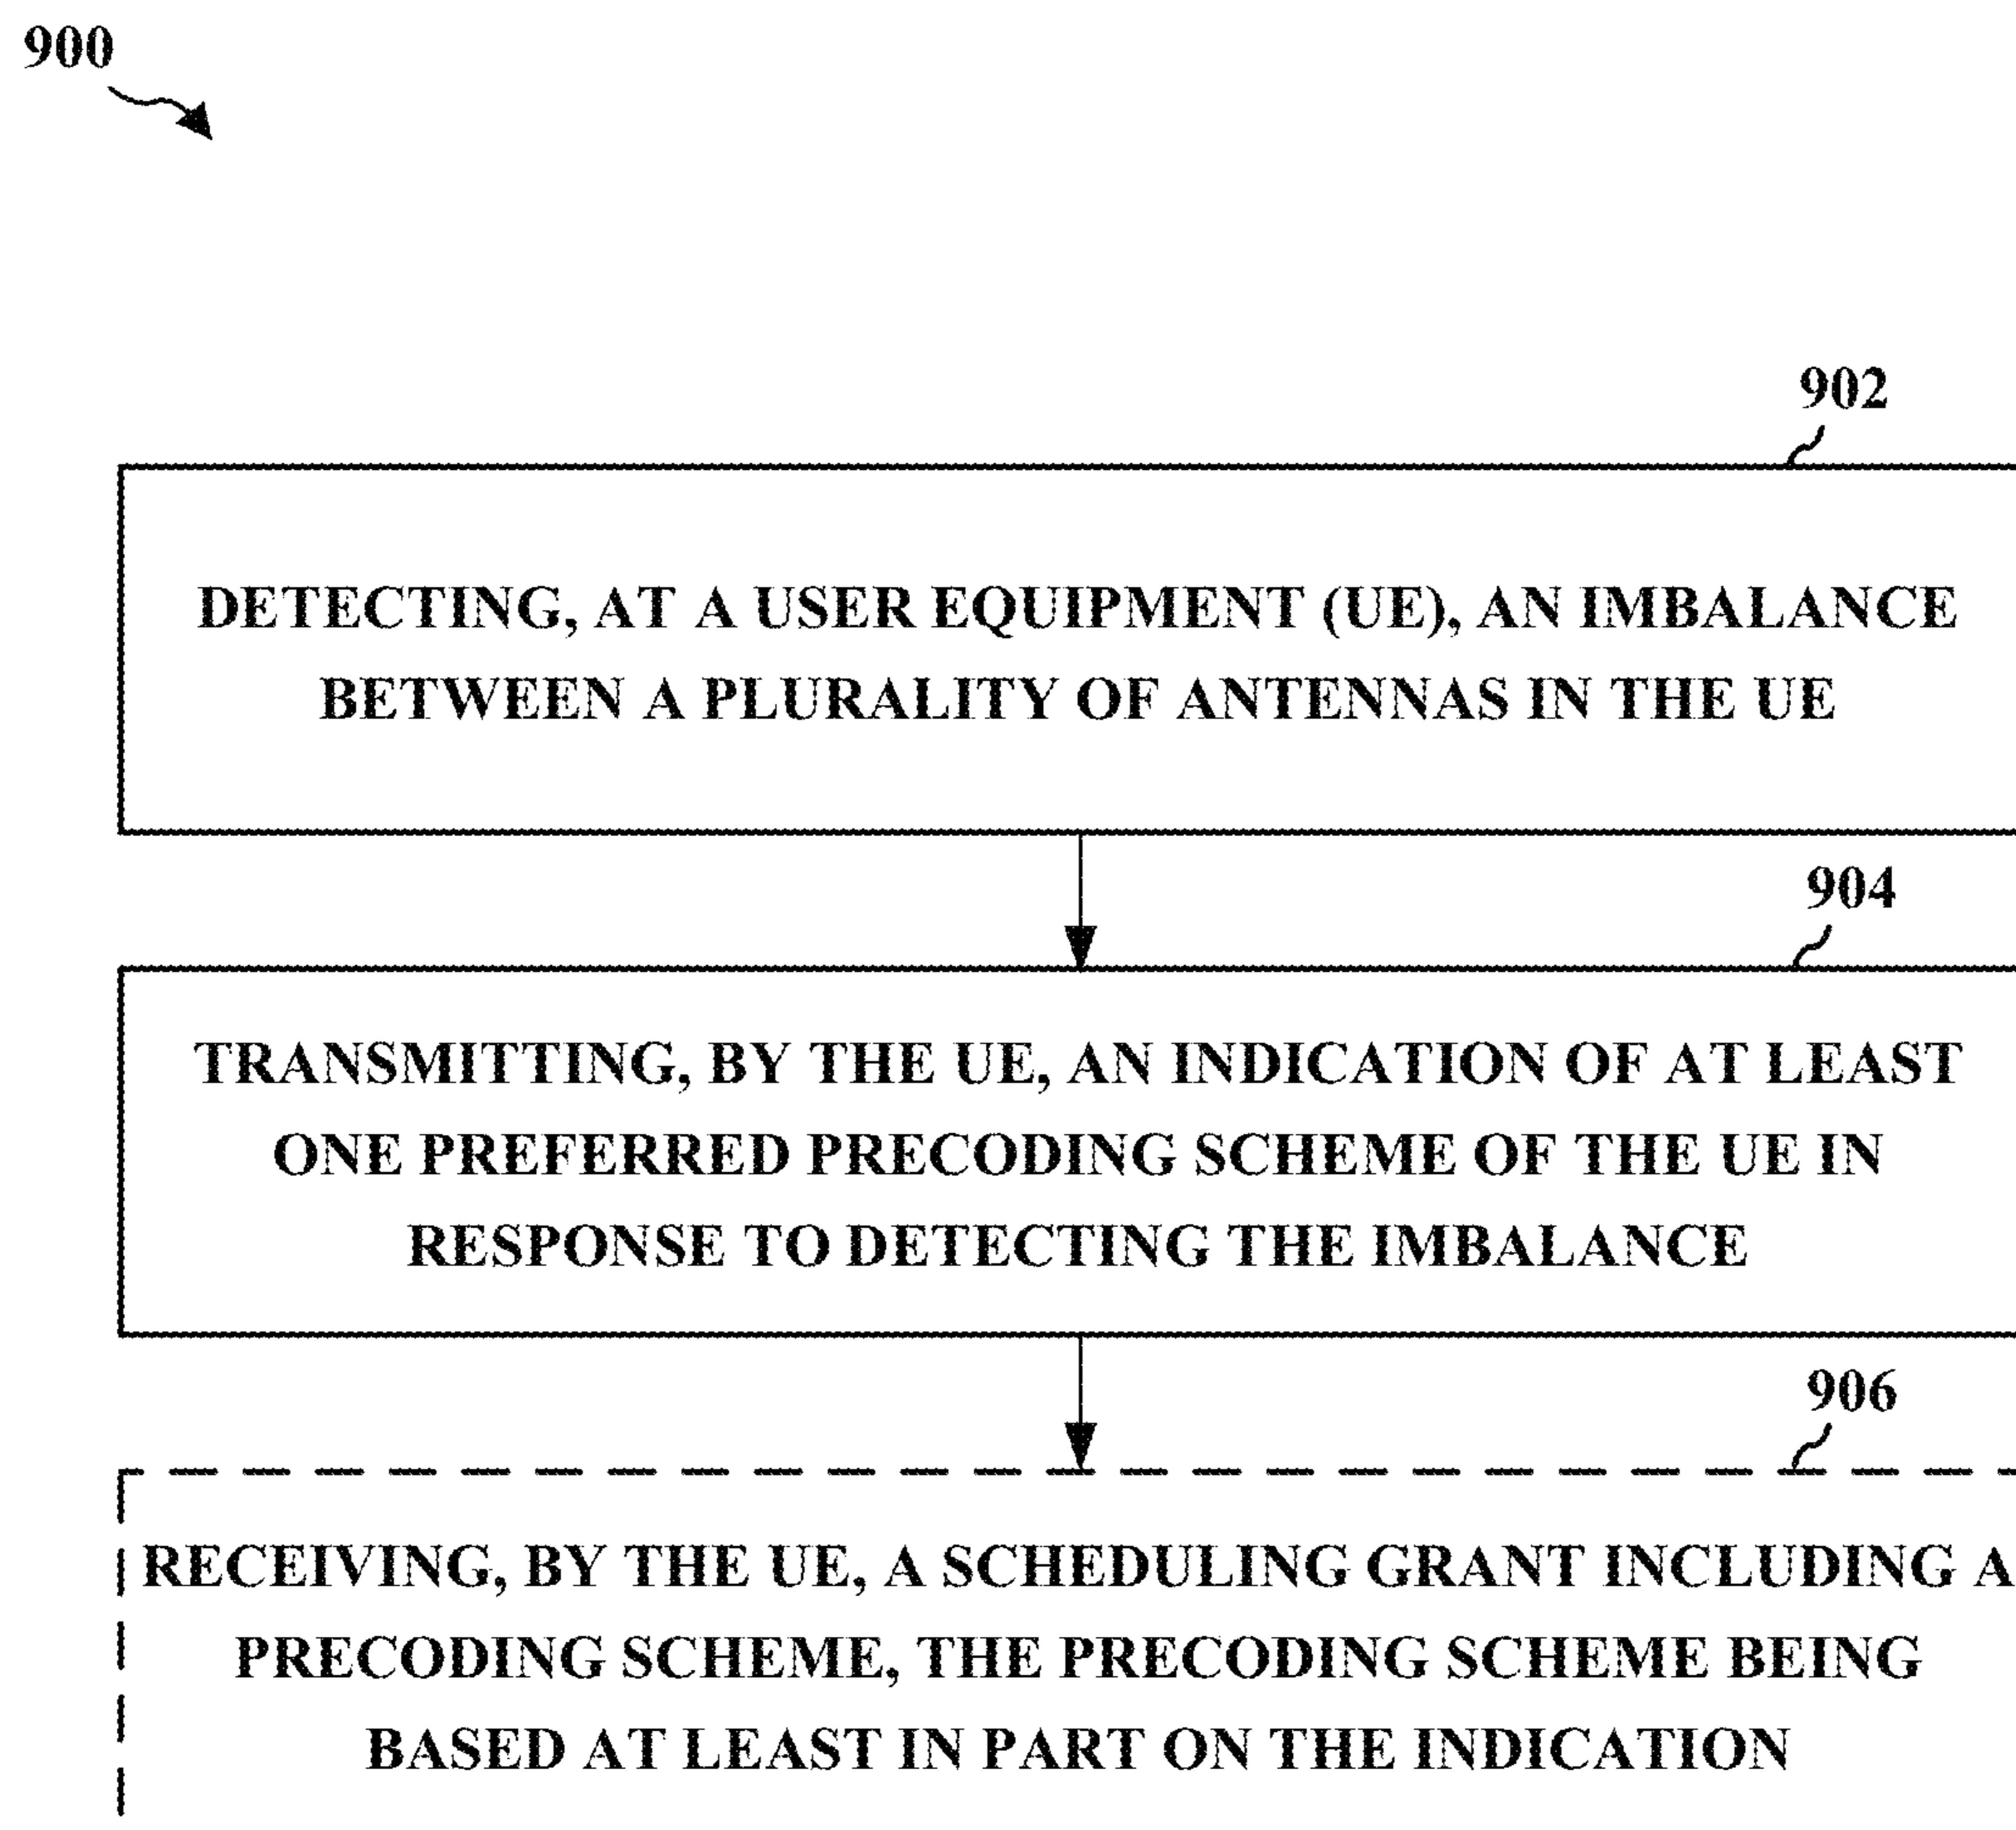 900
902
DETECTING, AT A USER EQUIPMENT (UE), AN IMBALANCE
BETWEEN A PLURALITY OF ANTENNAS IN THE UE
904
TRANSMITTING, BY THE UE, AN INDICATION OF AT LEAST
ONE PREFERRED PRECODING SCHEME OF THE UE IN
RESPONSE TO DETECTING THE IMBALANCE
906
RECEIVING, BY THE UE, A SCHEDULING GRANT INCLUDING A
PRECODING SCHEME, THE PRECODING SCHEME BEING
BASED AT LEAST IN PART ON THE INDICATION